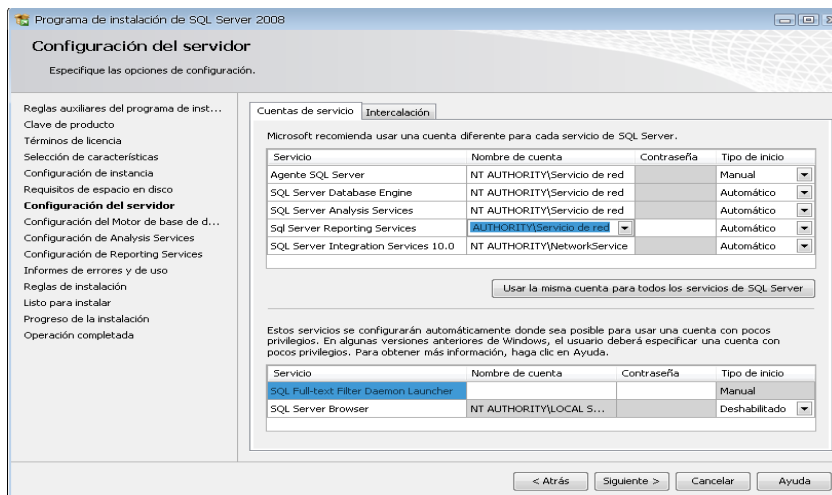 Programa de instalación de SQL Server 2008
Configuración del servidor
Especifique las opciones de configuración.
Reglas auxiliares del programa de inst...
Clave de producto
Términos de licencia
Selección de características
Configuración de instancia
Requisitos de espacio en disco
Configuración del servidor
Configuración del Motor de base de d...
Configuración de Analysis Services
Configuración de Reporting Services
Informes de errores y de uso
Reglas de instalación
Listo para instalar
Progreso de la instalación
Operación completada
Cuentas de servicio Intercalación
Microsoft recomienda usar una cuenta diferente para cada servicio de SQL Server.
Servicio Nombre de cuenta Contraseña Tipo de inicio
Agente SQL Server NT AUTHORITY\Servicio de red Manual
SQL Server Database Engine NT AUTHORITY\Servicio de red Automático
SQL Server Analysis Services NT AUTHORITY\Servicio de red Automático
Sql Server Reporting Services AUTHORITY\Servicio de red Automático
SQL Server Integration Services 10.0 NT AUTHORITY\NetworkService Automático
Usar la misma cuenta para todos los servicios de SQL Server
Estos servicios se configurarán automáticamente donde sea posible para usar una cuenta con pocos
privilegios. En algunas versiones anteriores de Windows, el usuario deberá especificar una cuenta con
pocos privilegios. Para obtener más información, haga clic en Ayuda.
Servicio Nombre de cuenta Contraseña Tipo de inicio
SQL Full-text Filter Daemon Launcher Manual
SQL Server Browser NT AUTHORITY\LOCAL S... Deshabilitado
< Atrás Siguiente > Cancelar Ayuda